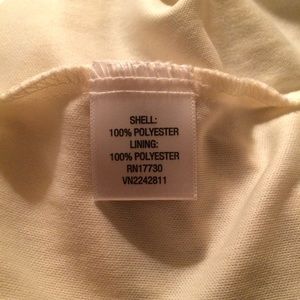 SHELL:
100% POLYESTER
LINING:
100% POLYESTER
RN17730
VN2242811